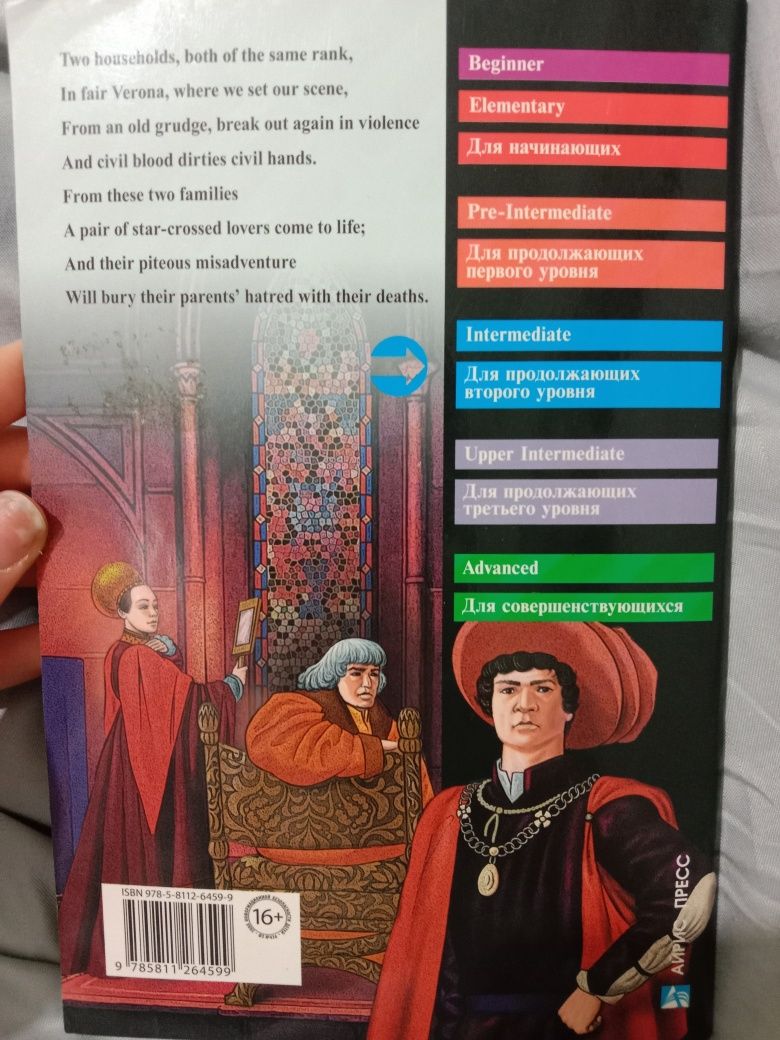 Two households, both of the same rank,
In fair Verona, where we set our scene,
From an old grudge, break out again in violence
And civil blood dirties civil hands.
From these two families
A pair of star-crossed lovers come to life;
And their piteous misadventure
Will bury their parents' hatred with their deaths.
Beginner
Elementary
Для начинающих
Pre-Intermediate
Для продолжающих
первого уровня
Intermediate
Для продолжающих
второго уровня
Upper Intermediate
Для продолжающих
третьего уровня
Advanced
Для совершенствующихся
ISBN 978-5-8112-6459-9
16+
9 785811 264599
АЙРИС ПРЕСС